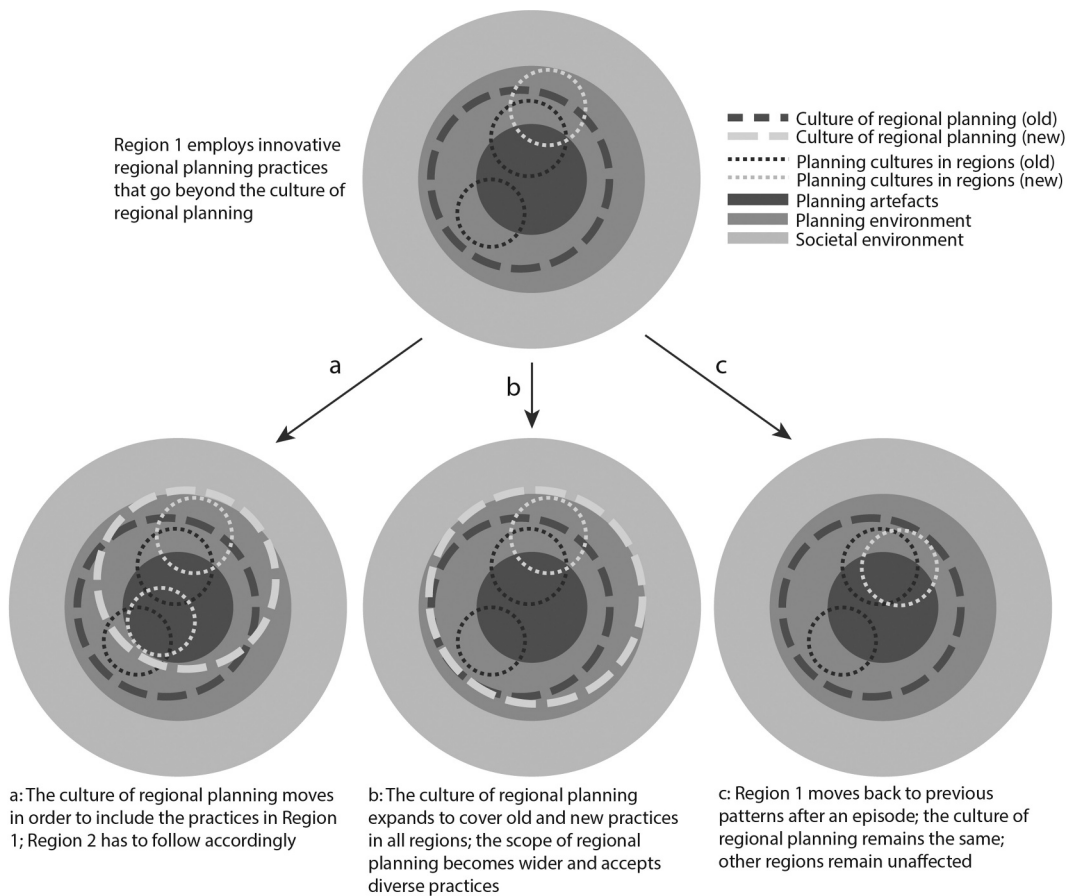 Region 1 employs innovative
regional planning practices
that go beyond the culture of
regional planning
Culture of regional planning (old)
Culture of regional planning (new)
Planning cultures in regions (old)
Planning cultures in regions (new)
Planning artefacts
Planning environment
Societal environment
a
b
c
a: The culture of regional planning moves
in order to include the practices in Region
1; Region 2 has to follow accordingly
b: The culture of regional planning
expands to cover old and new practices
in all regions; the scope of regional
planning becomes wider and accepts
diverse practices
c: Region 1 moves back to previous
patterns after an episode; the culture of
regional planning remains the same;
other regions remain unaffected